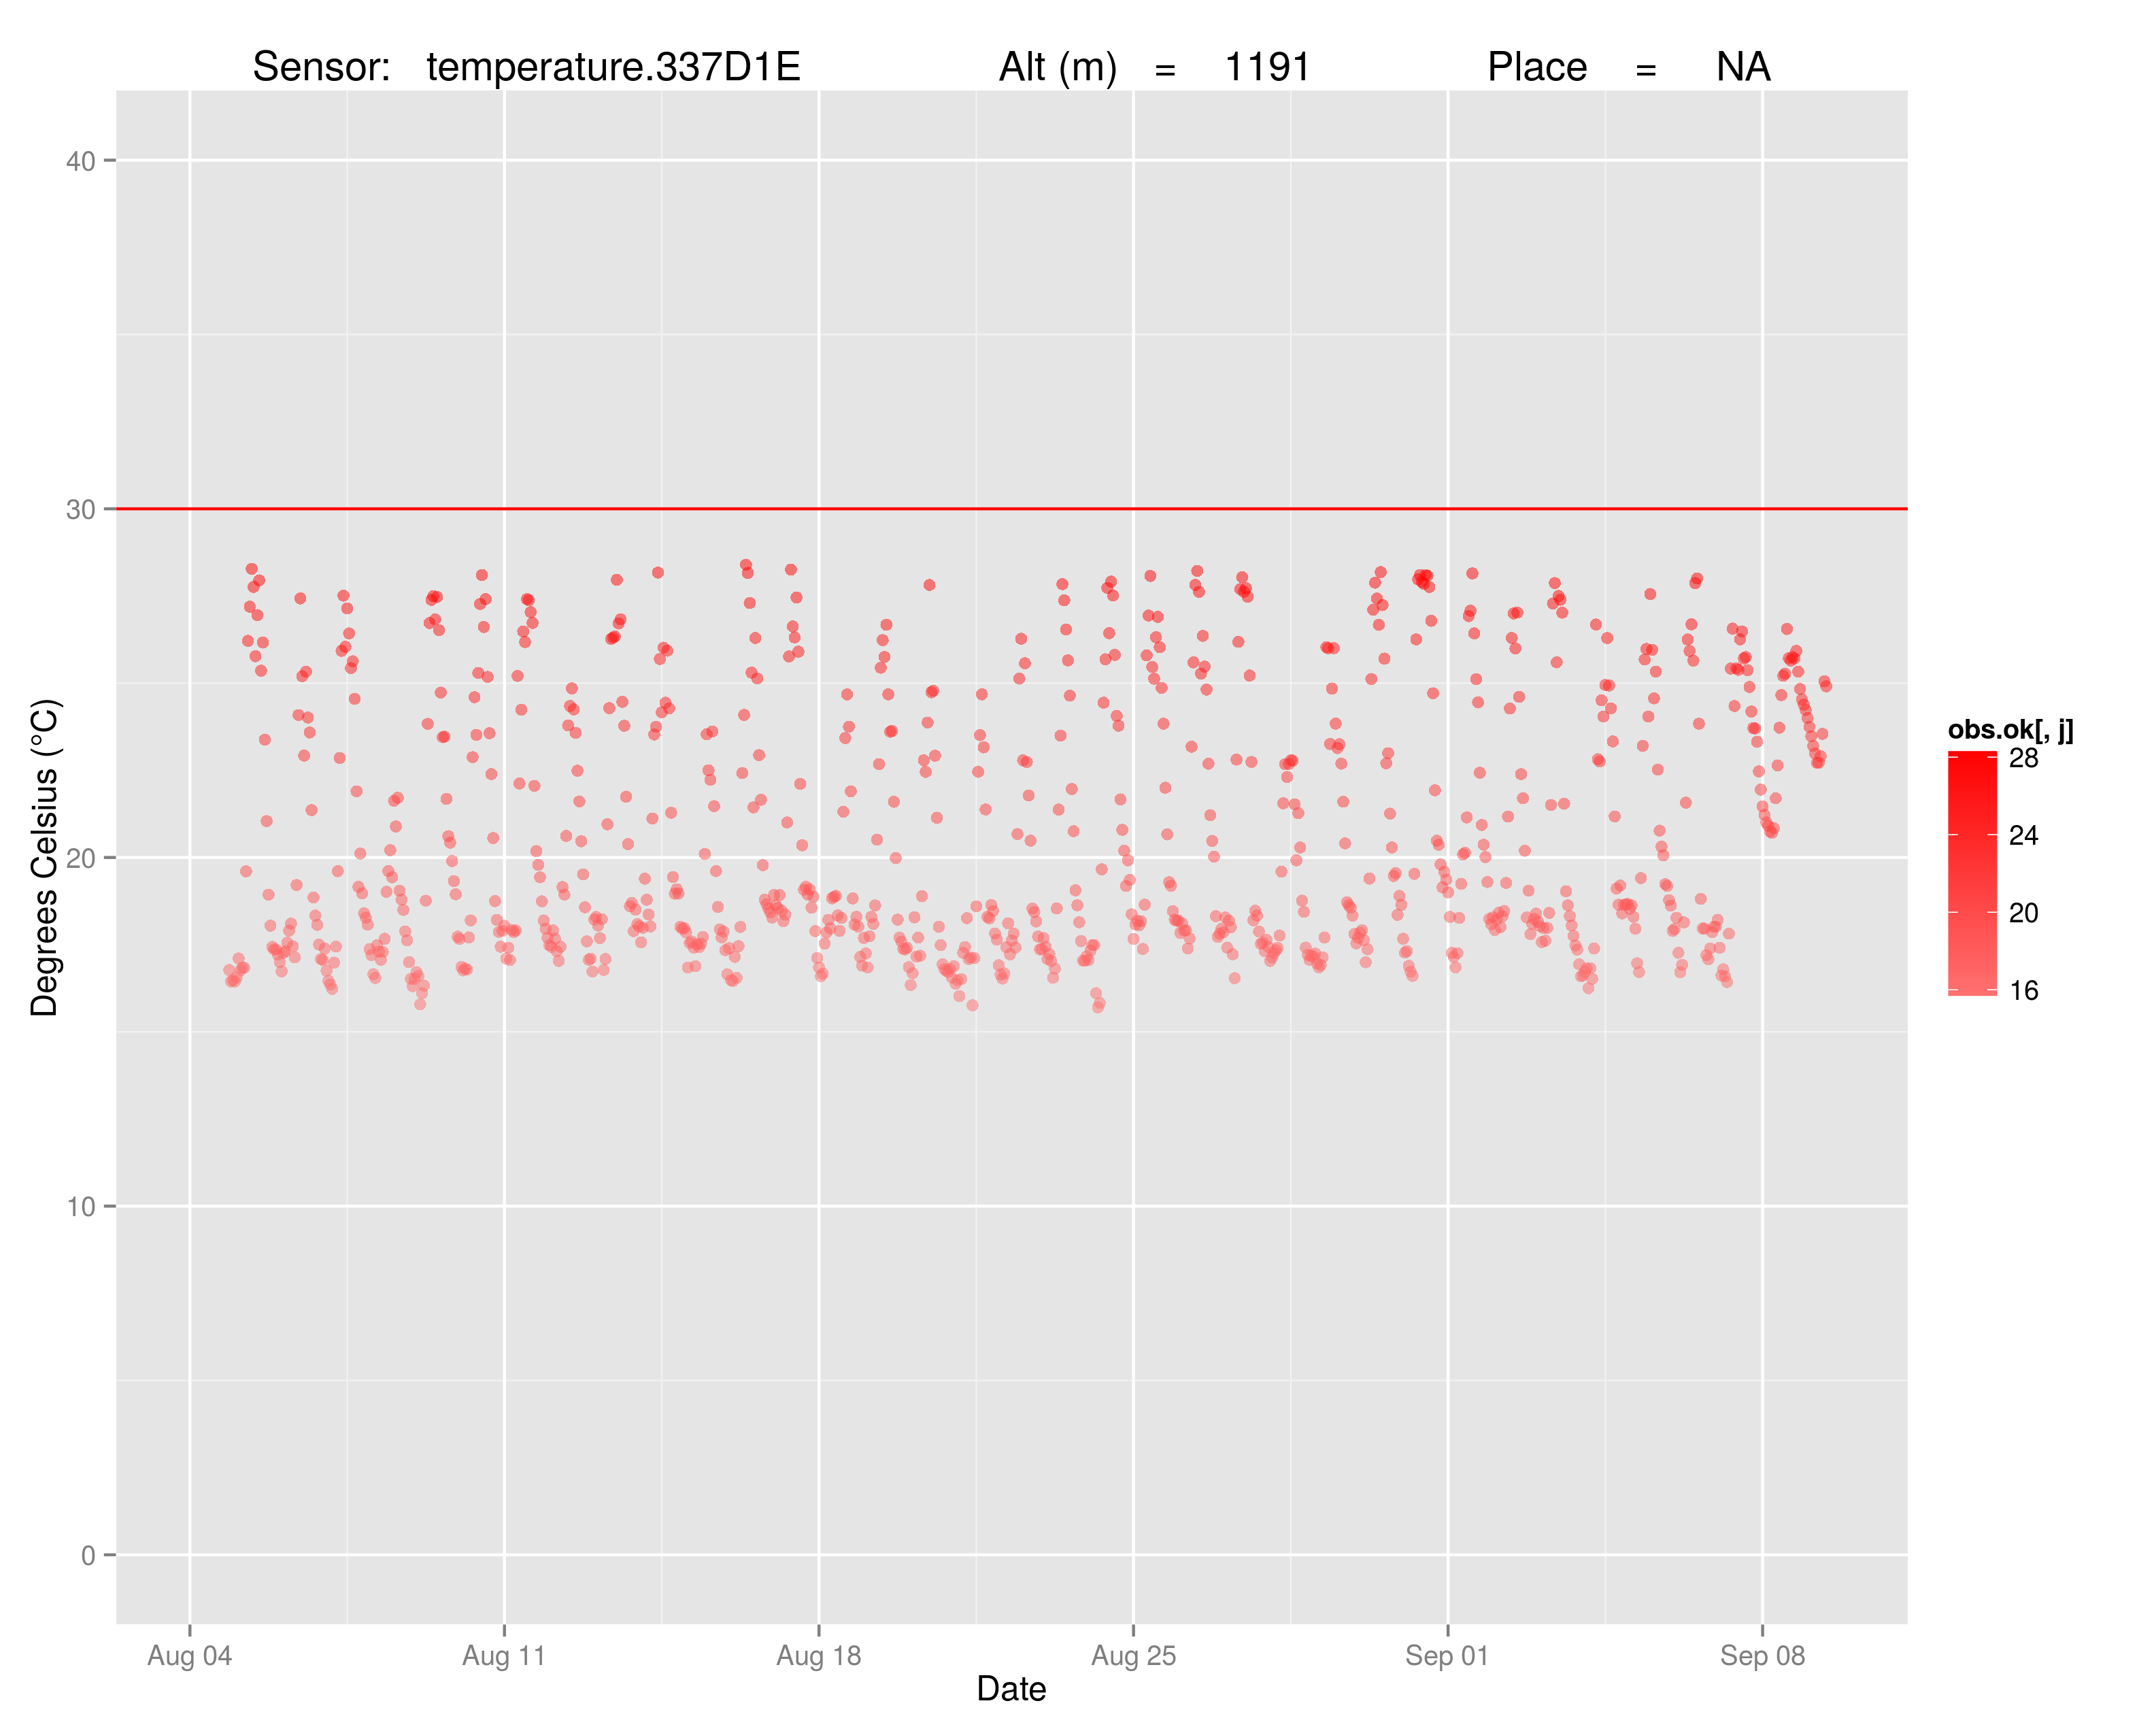 Sensor: temperature.337D1E Alt (m) = 1191 Place = NA
40
30
20
10
0
Degrees Celsius (°C)
Aug 04 Aug 11 Aug 18 Aug 25 Sep 01 Sep 08
Date
obs.ok[, j]
28
24
20
16